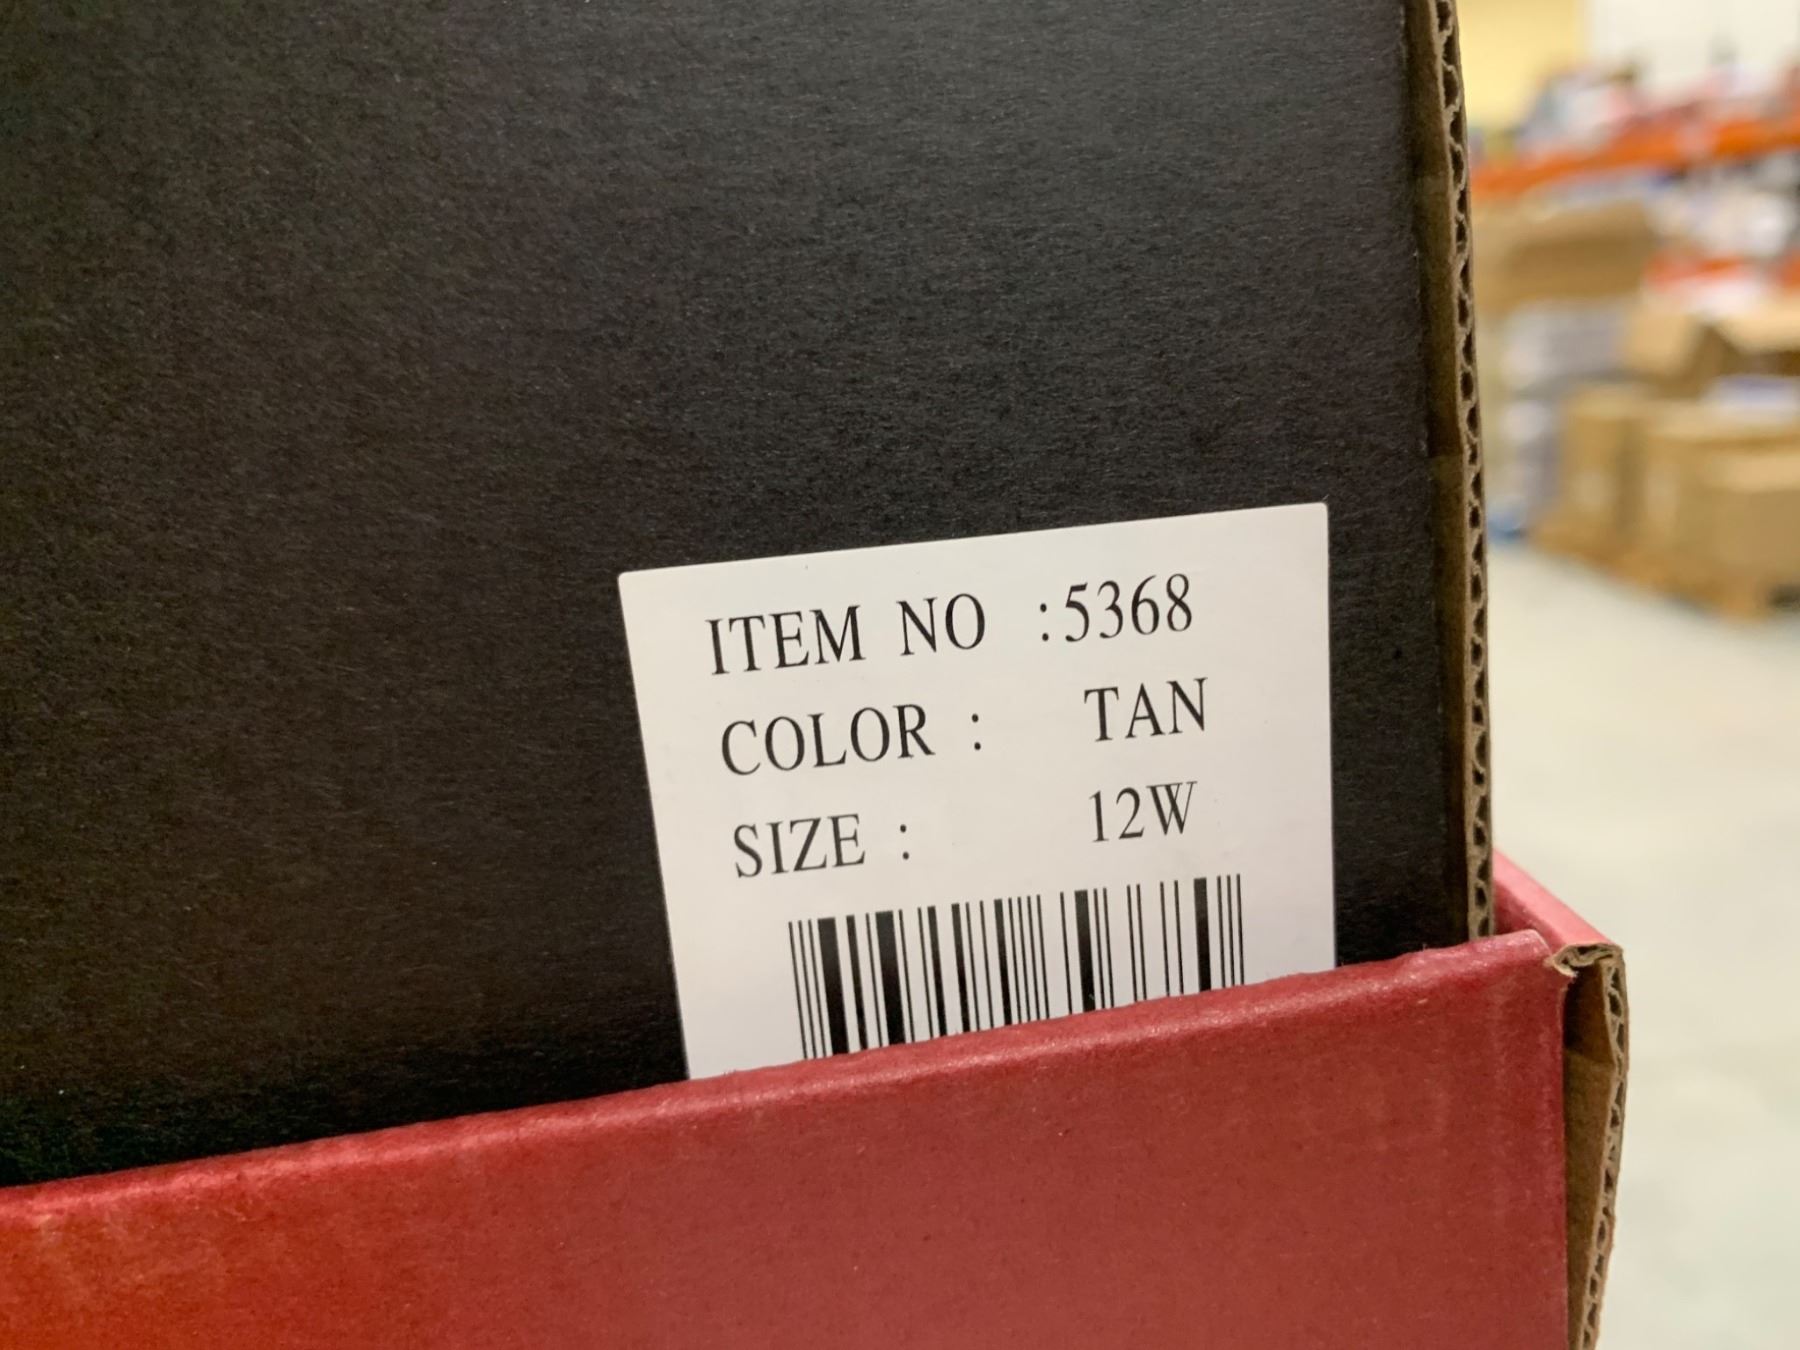 ITEM NO :5368
COLOR : TAN
SIZE : 12W